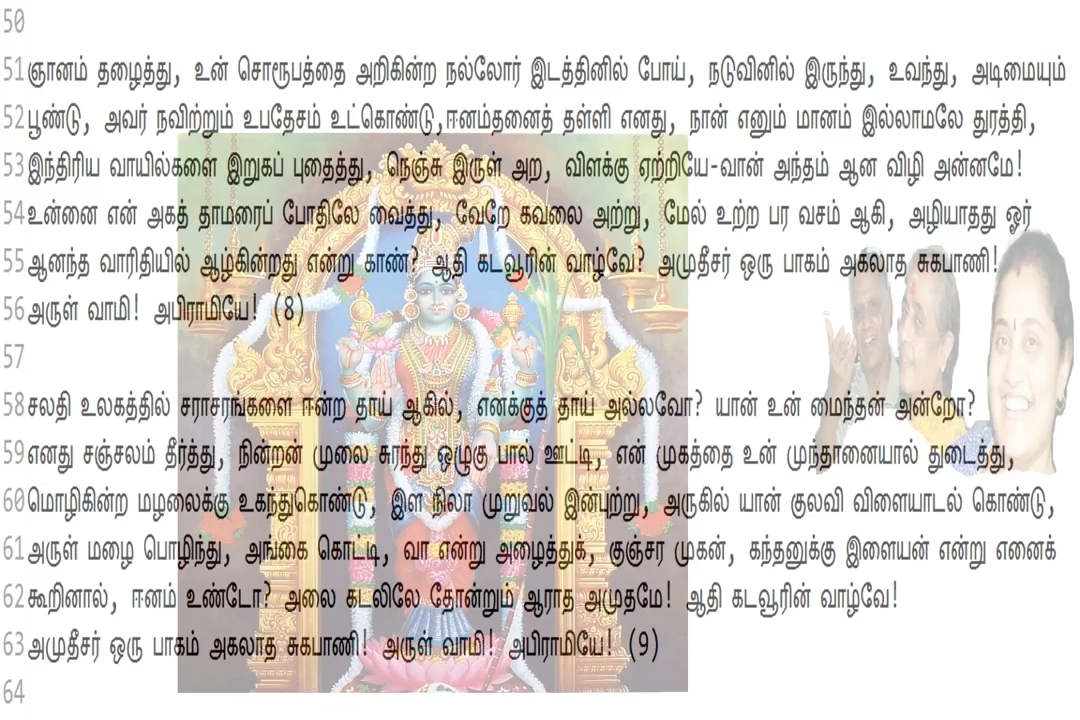 50
51 ஞானம் தழைத்து, உன் சொரூபத்தை அறிகின்ற நல்லோர் இடத்தினில் போய், நடுவினில் இருந்து, உவந்து, அடிமையும்
52 பூண்டு, அவர் நவிற்றும் உபதேசம் உட்கொண்டு,ஈனம்தனைத் தள்ளி எனது, நான் எனும் மானம் இல்லாமலே துரத்தி,
53 இந்திரிய வாயில்களை இறுகப் புதைத்து, நெஞ்சு இருள் அற, விளக்கு ஏற்றியே-வான் அந்தம் ஆன விழி அன்னமே!
54 உன்னை என் அகத் தாமரைப் போதிலே வைத்து, வேறே கவலை அற்று, மேல் உற்ற பர வசம் ஆகி, அழியாதது ஓர்
55 ஆனந்த வாரிதியில் ஆழ்கின்றது என்று காண்? ஆதி கடவூரின் வாழ்வே? அமுதீசர் ஒரு பாகம் அகலாத சுகபாணி!
56 அருள் வாமி! அபிராமியே! (8)
57
58 சலதி உலகத்தில் சராசரங்களை ஈன்ற தாய் ஆகில், எனக்குத் தாய் அல்லவோ? யான் உன் மைந்தன் அன்றோ?
59 எனது சஞ்சலம் தீர்த்து, நின்றன் முலை சுரந்து ஒழுகு பால் ஊட்டி, என் முகத்தை உன் முந்தானையால் துடைத்து,
60 மொழிகின்ற மழலைக்கு உகந்துகொண்டு, இள நிலா முறுவல் இன்புற்று, அருகில் யான் குலவி விளையாடல் கொண்டு,
61 அருள் மழை பொழிந்து, அங்கை கொட்டி, வா என்று அழைத்துக், குஞ்சர முகன், கந்தனுக்கு இளையன் என்று எனைக்
62 கூறினால், ஈனம் உண்டோ? அலை கடலிலே தோன்றும் ஆராத அமுதமே! ஆதி கடவூரின் வாழ்வே!
63 அமுதீசர் ஒரு பாகம் அகலாத சுகபாணி! அருள் வாமி! அபிராமியே! (9)
64